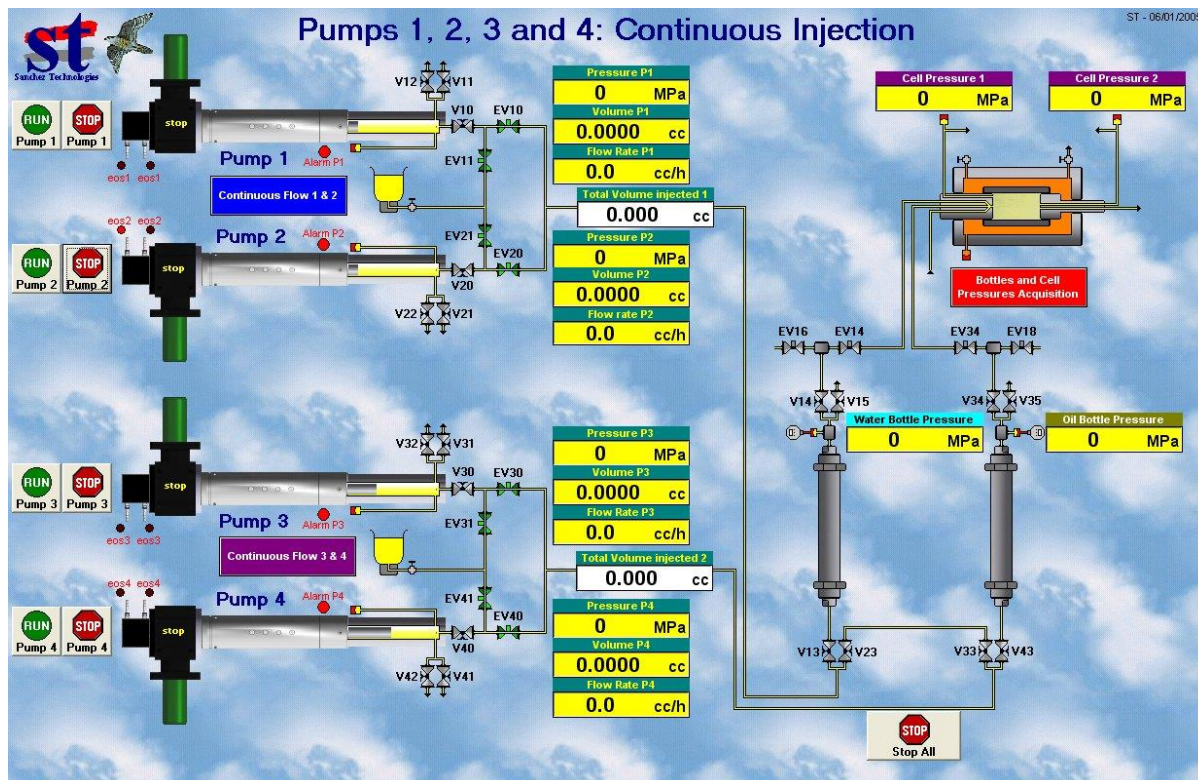 Pumps 1, 2, 3 and 4: Continuous Injection
st
Sanchez Technologies
RUN
Pump 1
STOP
Pump 1
stop
eos1
eos1
Pump 1
Alarm P1
V12
V11
V10
EV10
EV11
Continuous Flow 1 & 2
Pressure P1
0 MPa
Volume P1
0.0000 cc
Flow Rate P1
0.0 cc/h
Total Volume injected 1
0.000 cc
eos2
eos2
RUN
Pump 2
STOP
Pump 2
stop
Pump 2
Alarm P2
EV21
EV20
V20
V22
V21
Pressure P2
0 MPa
Volume P2
0.0000 cc
Flow rate P2
0.0 cc/h
RUN
Pump 3
STOP
Pump 3
stop
eos3
eos3
Pump 3
Alarm P3
V32
V31
V30
EV30
EV31
Continuous Flow 3 & 4
Pressure P3
0 MPa
Volume P3
0.0000 cc
Flow Rate P3
0.0 cc/h
Total Volume injected 2
0.000 cc
eos4
eos4
RUN
Pump 4
STOP
Pump 4
stop
Pump 4
Alarm P4
EV41
EV40
V40
V42
V41
Pressure P4
0 MPa
Volume P4
0.0000 cc
Flow Rate P4
0.0 cc/h
Cell Pressure 1
0 MPa
Cell Pressure 2
0 MPa
Bottles and Cell
Pressures Acquisition
EV16
EV14
EV34
EV18
V14
V15
V34
V35
Water Bottle Pressure
0 MPa
Oil Bottle Pressure
0 MPa
V13
V23
V33
V43
STOP
Stop All